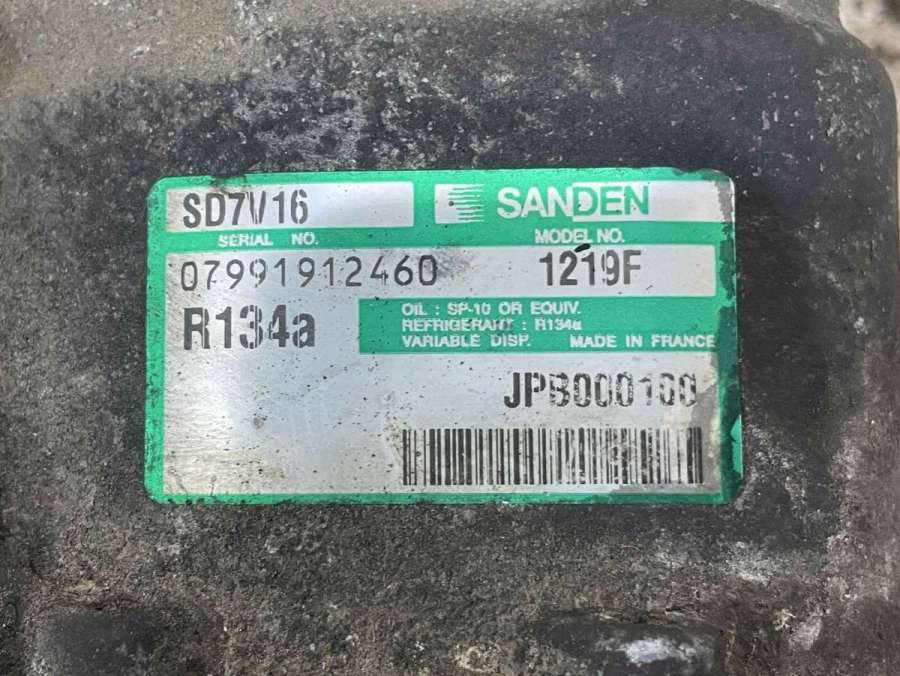 SD7V16 SANDEN
SERIAL NO. MODEL NO.
07991912460 1219F
R134a
OIL : SP-10 OR EQUIV.
REFRIGERANT : R134a
VARIABLE DISP. MADE IN FRANCE
JPB000100